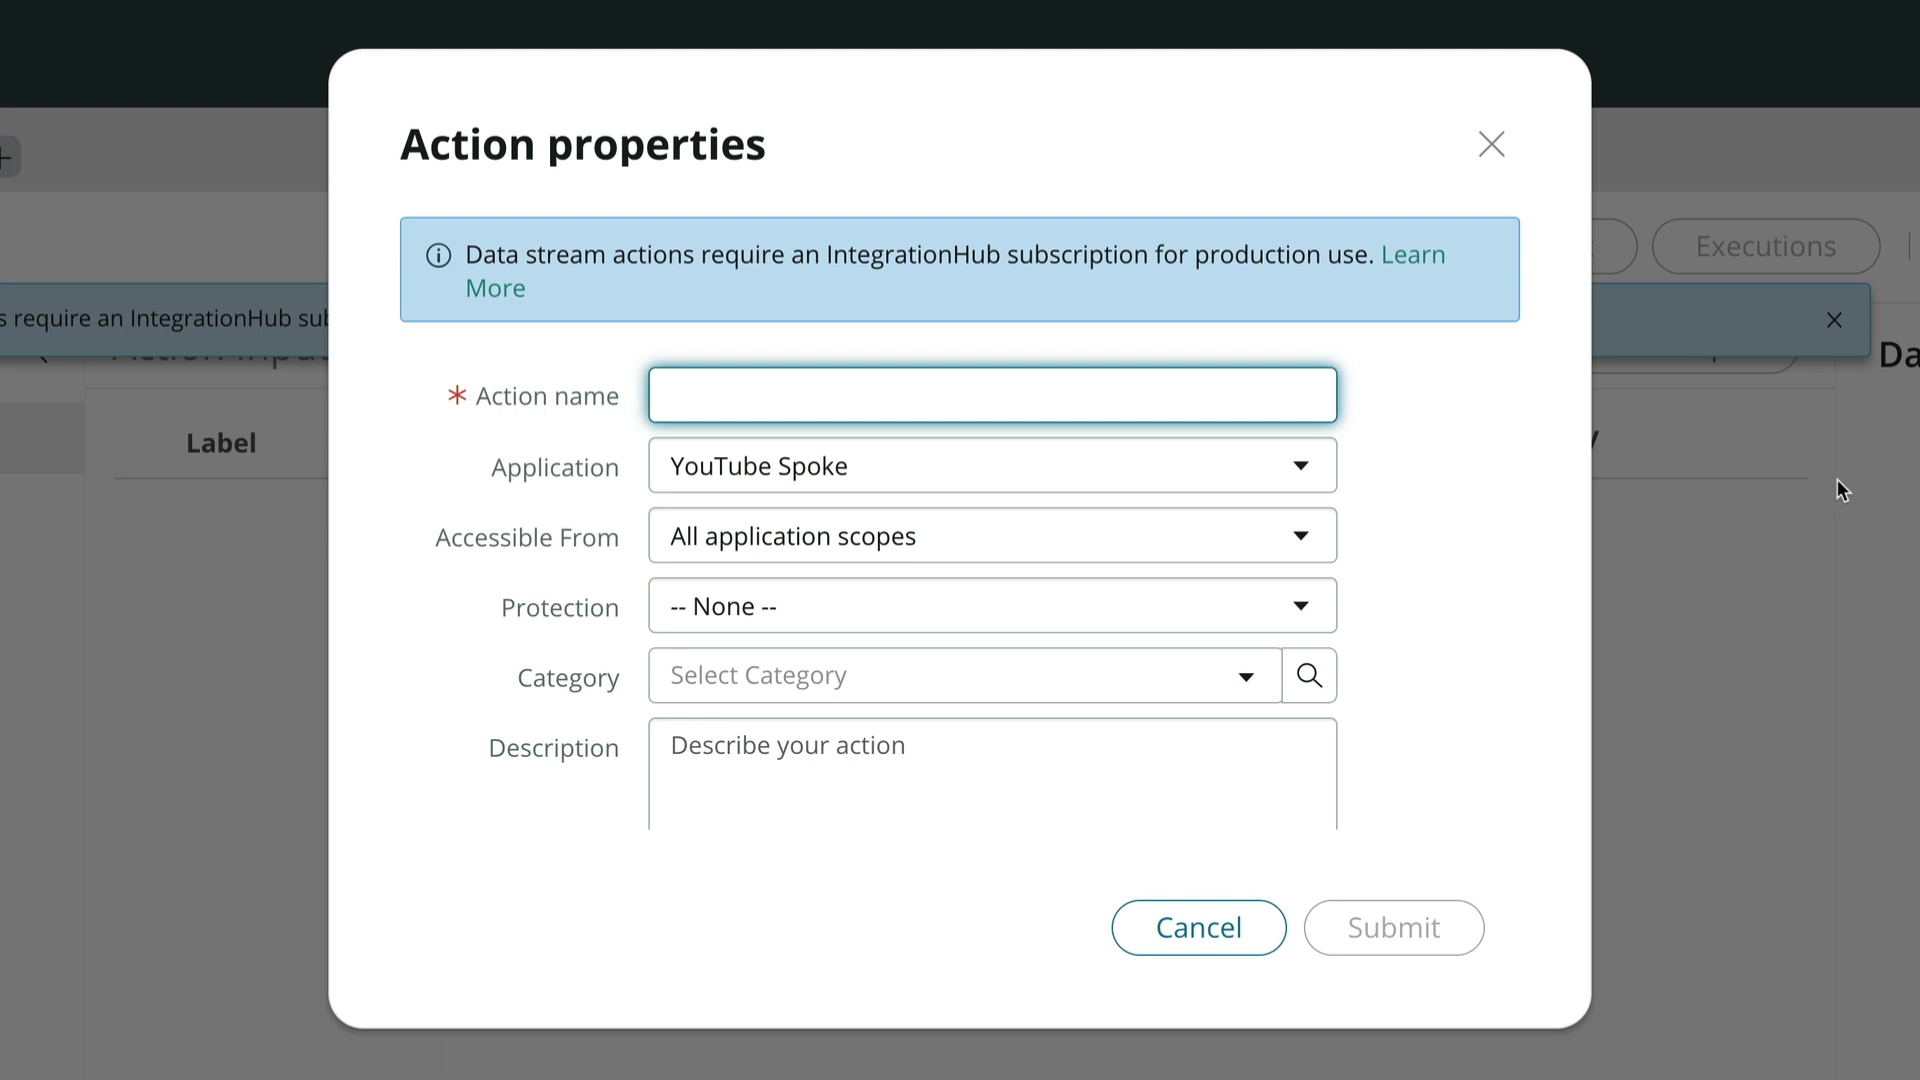 Action properties
Data stream actions require an IntegrationHub subscription for production use. Learn
More
Executions
s require an IntegrationHub sub
Action Inpu
Da
* Action name
Label
Application
YouTube Spoke
Accessible From
All application scopes
Protection
-- None --
Category
Select Category
Description
Describe your action
Cancel
Submit